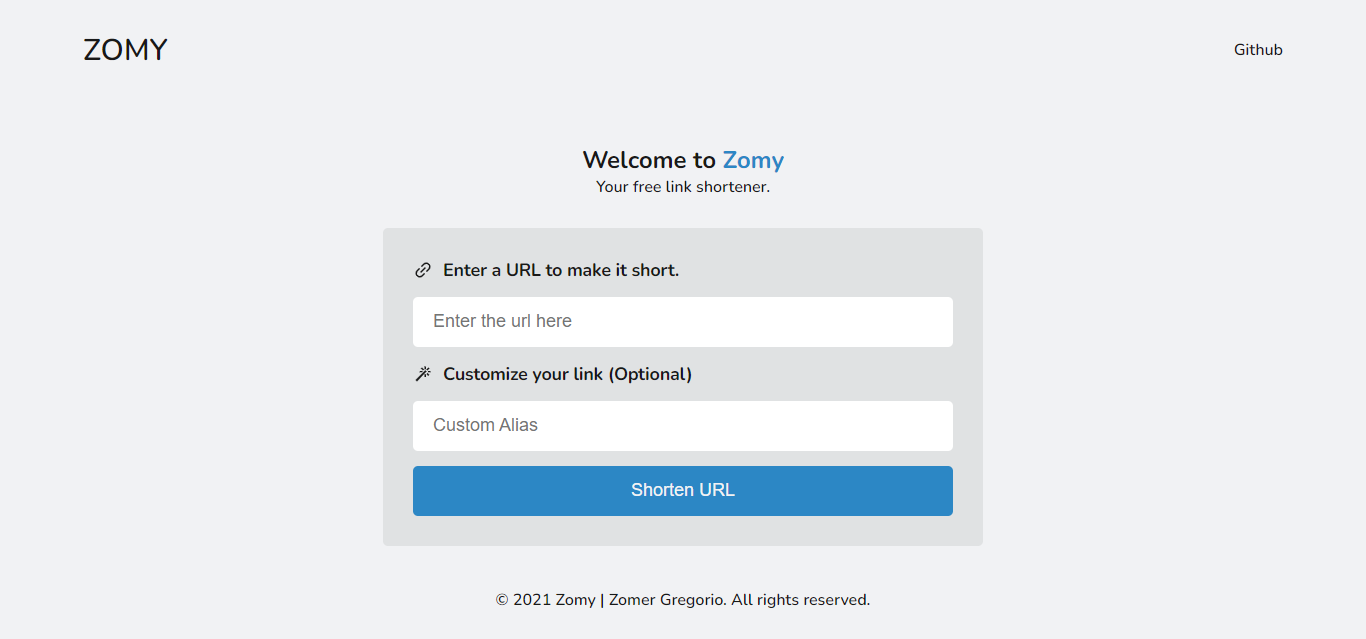 ZOMY
Github
Welcome to Zomy
Your free link shortener.
Enter a URL to make it short.
Enter the url here
Customize your link (Optional)
Custom Alias
Shorten URL
© 2021 Zomy | Zomer Gregorio. All rights reserved.